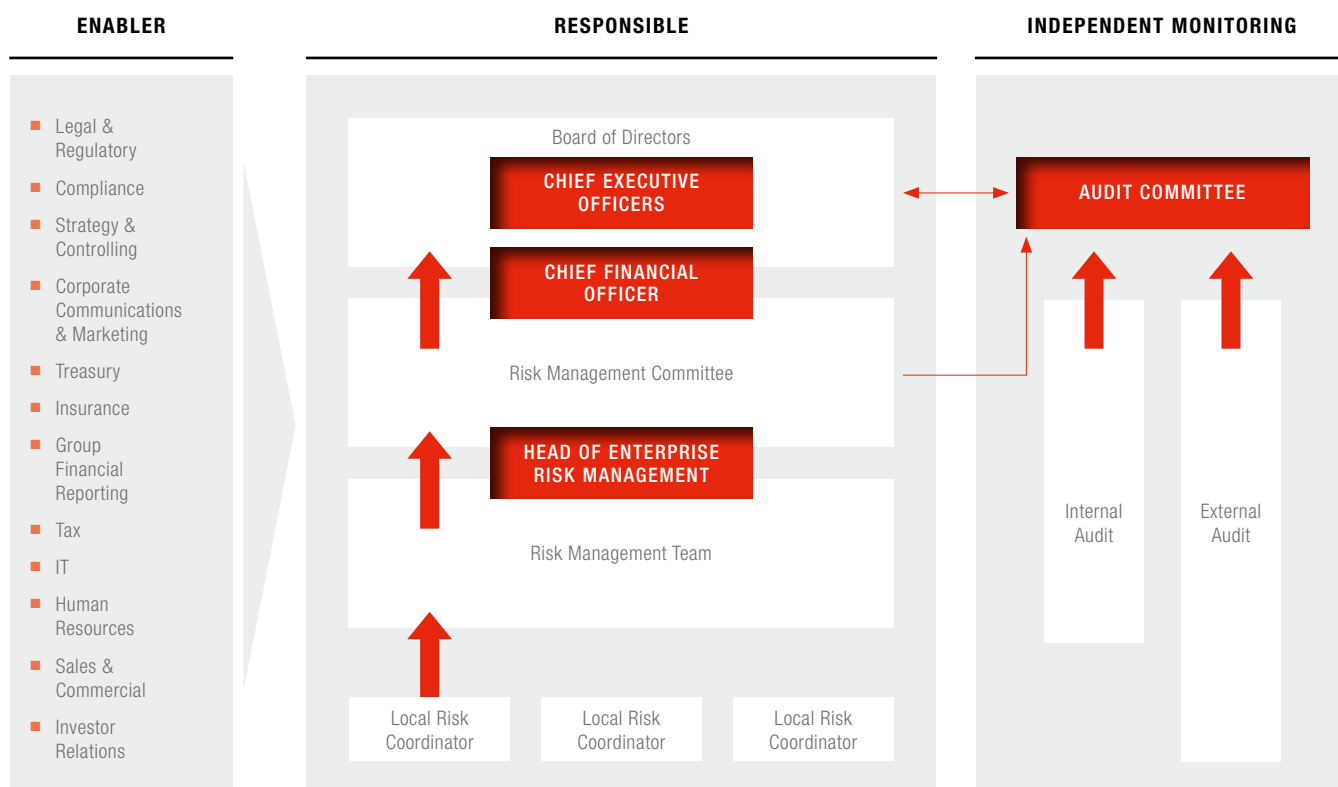 ENABLER
Legal &
Regulatory
Compliance
Strategy &
Controlling
Corporate
Communications
& Marketing
Treasury
Insurance
Group
Financial
Reporting
Tax
IT
Human
Resources
Sales &
Commercial
Investor
Relations
RESPONSIBLE
Board of Directors
CHIEF EXECUTIVE
OFFICERS
CHIEF FINANCIAL
OFFICER
Risk Management Committee
HEAD OF ENTERPRISE
RISK MANAGEMENT
Risk Management Team
Local Risk
Coordinator
Local Risk
Coordinator
Local Risk
Coordinator
INDEPENDENT MONITORING
AUDIT COMMITTEE
Internal
Audit
External
Audit